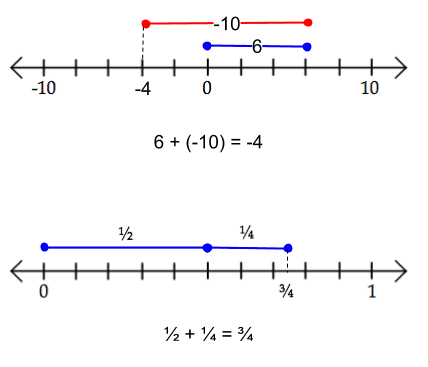 -10
6
-10 -4 0 10
6 + (-10) = -4
½ ¼
0 ¾ 1
½ + ¼ = ¾